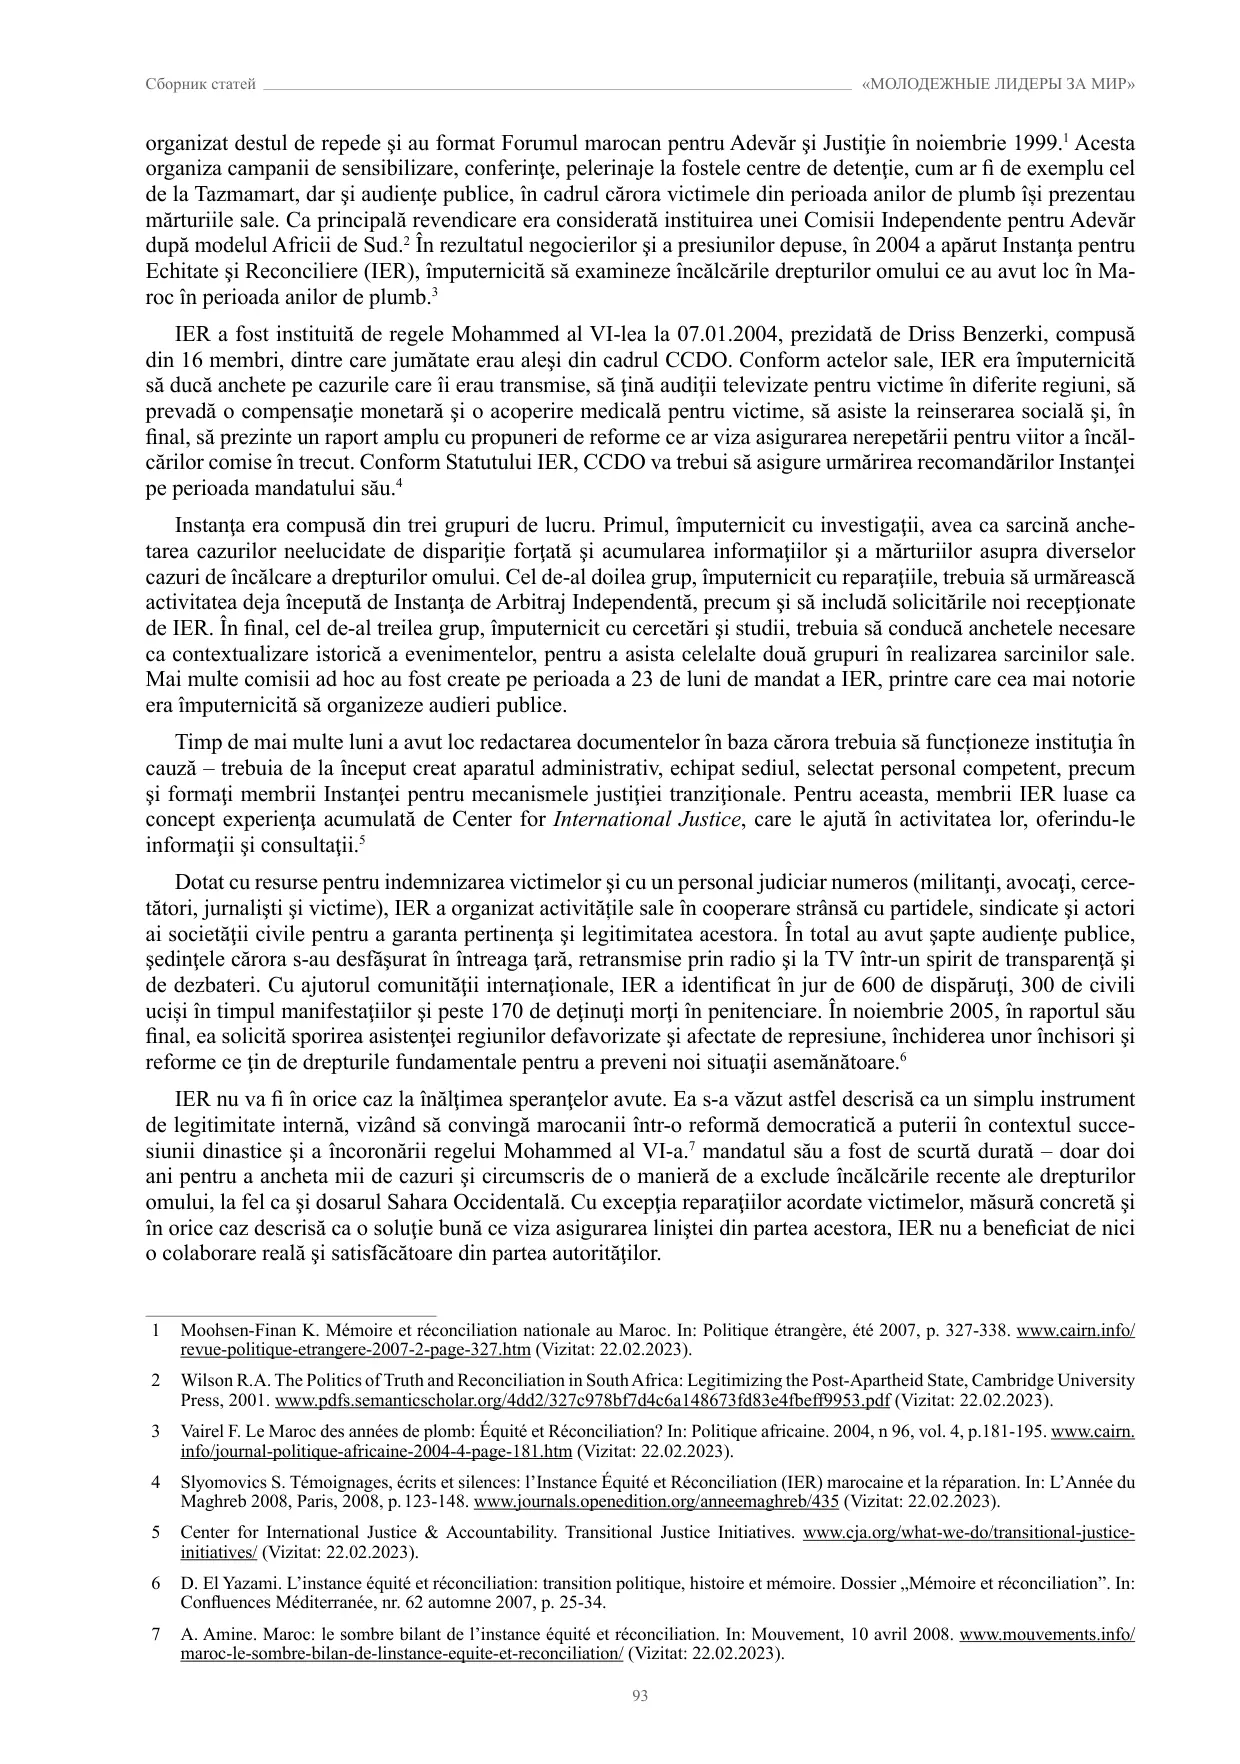 Сборник статей «МОЛОДЕЖНЫЕ ЛИДЕРЫ ЗА МИР»
organizat destul de repede şi au format Forumul marocan pentru Adevăr şi Justiţie în noiembrie 1999.1 Acesta
organiza campanii de sensibilizare, conferinţe, pelerinaje la fostele centre de detenţie, cum ar fi de exemplu cel
de la Tazmamart, dar şi audienţe publice, în cadrul cărora victimele din perioada anilor de plumb își prezentau
mărturiile sale. Ca principală revendicare era considerată instituirea unei Comisii Independente pentru Adevăr
după modelul Africii de Sud.2 În rezultatul negocierilor şi a presiunilor depuse, în 2004 a apărut Instanţa pentru
Echitate şi Reconciliere (IER), împuternicită să examineze încălcările drepturilor omului ce au avut loc în Ma-
roc în perioada anilor de plumb.3
IER a fost instituită de regele Mohammed al VI-lea la 07.01.2004, prezidată de Driss Benzerki, compusă
din 16 membri, dintre care jumătate erau aleşi din cadrul CCDO. Conform actelor sale, IER era împuternicită
să ducă anchete pe cazurile care îi erau transmise, să ţină audiţii televizate pentru victime în diferite regiuni, să
prevadă o compensaţie monetară şi o acoperire medicală pentru victime, să asiste la reinserarea socială şi, în
final, să prezinte un raport amplu cu propuneri de reforme ce ar viza asigurarea nerepetării pentru viitor a încăl-
cărilor comise în trecut. Conform Statutului IER, CCDO va trebui să asigure urmărirea recomandărilor Instanţei
pe perioada mandatului său.4
Instanţa era compusă din trei grupuri de lucru. Primul, împuternicit cu investigaţii, avea ca sarcină anche-
tarea cazurilor neelucidate de dispariţie forţată şi acumularea informaţiilor şi a mărturiilor asupra diverselor
cazuri de încălcare a drepturilor omului. Cel de-al doilea grup, împuternicit cu reparaţiile, trebuia să urmărească
activitatea deja începută de Instanţa de Arbitraj Independentă, precum şi să includă solicitările noi recepţionate
de IER. În final, cel de-al treilea grup, împuternicit cu cercetări şi studii, trebuia să conducă anchetele necesare
ca contextualizare istorică a evenimentelor, pentru a asista celelalte două grupuri în realizarea sarcinilor sale.
Mai multe comisii ad hoc au fost create pe perioada a 23 de luni de mandat a IER, printre care cea mai notorie
era împuternicită să organizeze audieri publice.
Timp de mai multe luni a avut loc redactarea documentelor în baza cărora trebuia să funcționeze instituţia în
cauză – trebuia de la început creat aparatul administrativ, echipat sediul, selectat personal competent, precum
şi formaţi membrii Instanţei pentru mecanismele justiţiei tranziţionale. Pentru aceasta, membrii IER luase ca
concept experienţa acumulată de Center for International Justice, care le ajută în activitatea lor, oferindu-le
informaţii şi consultaţii.5
Dotat cu resurse pentru indemnizarea victimelor şi cu un personal judiciar numeros (militanţi, avocaţi, cerce-
tători, jurnalişti şi victime), IER a organizat activitățile sale în cooperare strânsă cu partidele, sindicate şi actori
ai societăţii civile pentru a garanta pertinenţa şi legitimitatea acestora. În total au avut şapte audienţe publice,
şedinţele cărora s-au desfăşurat în întreaga ţară, retransmise prin radio şi la TV într-un spirit de transparenţă şi
de dezbateri. Cu ajutorul comunităţii internaţionale, IER a identificat în jur de 600 de dispăruţi, 300 de civili
uciși în timpul manifestaţiilor şi peste 170 de deţinuţi morţi în penitenciare. În noiembrie 2005, în raportul său
final, ea solicită sporirea asistenţei regiunilor defavorizate şi afectate de represiune, închiderea unor închisori şi
reforme ce ţin de drepturile fundamentale pentru a preveni noi situaţii asemănătoare.6
IER nu va fi în orice caz la înălţimea speranţelor avute. Ea s-a văzut astfel descrisă ca un simplu instrument
de legitimitate internă, vizând să convingă marocanii într-o reformă democratică a puterii în contextul succe-
siunii dinastice şi a încoronării regelui Mohammed al VI-a.7 mandatul său a fost de scurtă durată – doar doi
ani pentru a ancheta mii de cazuri şi circumscris de o manieră de a exclude încălcările recente ale drepturilor
omului, la fel ca şi dosarul Sahara Occidentală. Cu excepţia reparaţiilor acordate victimelor, măsură concretă şi
în orice caz descrisă ca o soluţie bună ce viza asigurarea liniştei din partea acestora, IER nu a beneficiat de nici
o colaborare reală şi satisfăcătoare din partea autorităţilor.
1 Moohsen-Finan K. Mémoire et réconciliation nationale au Maroc. In: Politique étrangère, été 2007, p. 327-338. www.cairn.info/
revue-politique-etrangere-2007-2-page-327.htm (Vizitat: 22.02.2023).
2 Wilson R.A. The Politics of Truth and Reconciliation in South Africa: Legitimizing the Post-Apartheid State, Cambridge University
Press, 2001. www.pdfs.semanticscholar.org/4dd2/327c978bf7d4c6a148673fd83e4fbeff9953.pdf (Vizitat: 22.02.2023).
3 Vairel F. Le Maroc des années de plomb: Équité et Réconciliation? In: Politique africaine. 2004, n 96, vol. 4, p.181-195. www.cairn.
info/journal-politique-africaine-2004-4-page-181.htm (Vizitat: 22.02.2023).
4 Slyomovics S. Témoignages, écrits et silences: l’Instance Équité et Réconciliation (IER) marocaine et la réparation. In: L’Année du
Maghreb 2008, Paris, 2008, p. 123-148. www.journals.openedition.org/anneemaghreb/435 (Vizitat: 22.02.2023).
5 Center for International Justice & Accountability. Transitional Justice Initiatives. www.cja.org/what-we-do/transitional-justice-
initiatives/ (Vizitat: 22.02.2023).
6 D. El Yazami. L’instance équité et réconciliation: transition politique, histoire et mémoire. Dossier „Mémoire et réconciliation”. In:
Confluences Méditerranée, nr. 62 automne 2007, p. 25-34.
7 A. Amine. Maroc: le sombre bilant de l’instance équité et réconciliation. In: Mouvement, 10 avril 2008. www.mouvements.info/
maroc-le-sombre-bilan-de-linstance-equite-et-reconciliation/ (Vizitat: 22.02.2023).
93